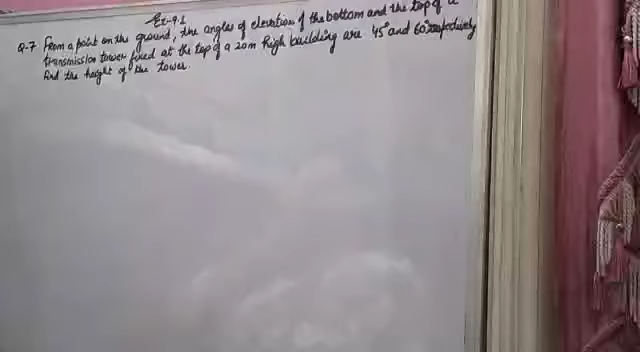 Ex-9.1
Q-7 From a point on the ground, the angles of elevation of the bottom and the top of a
transmission tower fixed at the top of a 20m high building are 45° and 60° respectively
find the height of the tower.